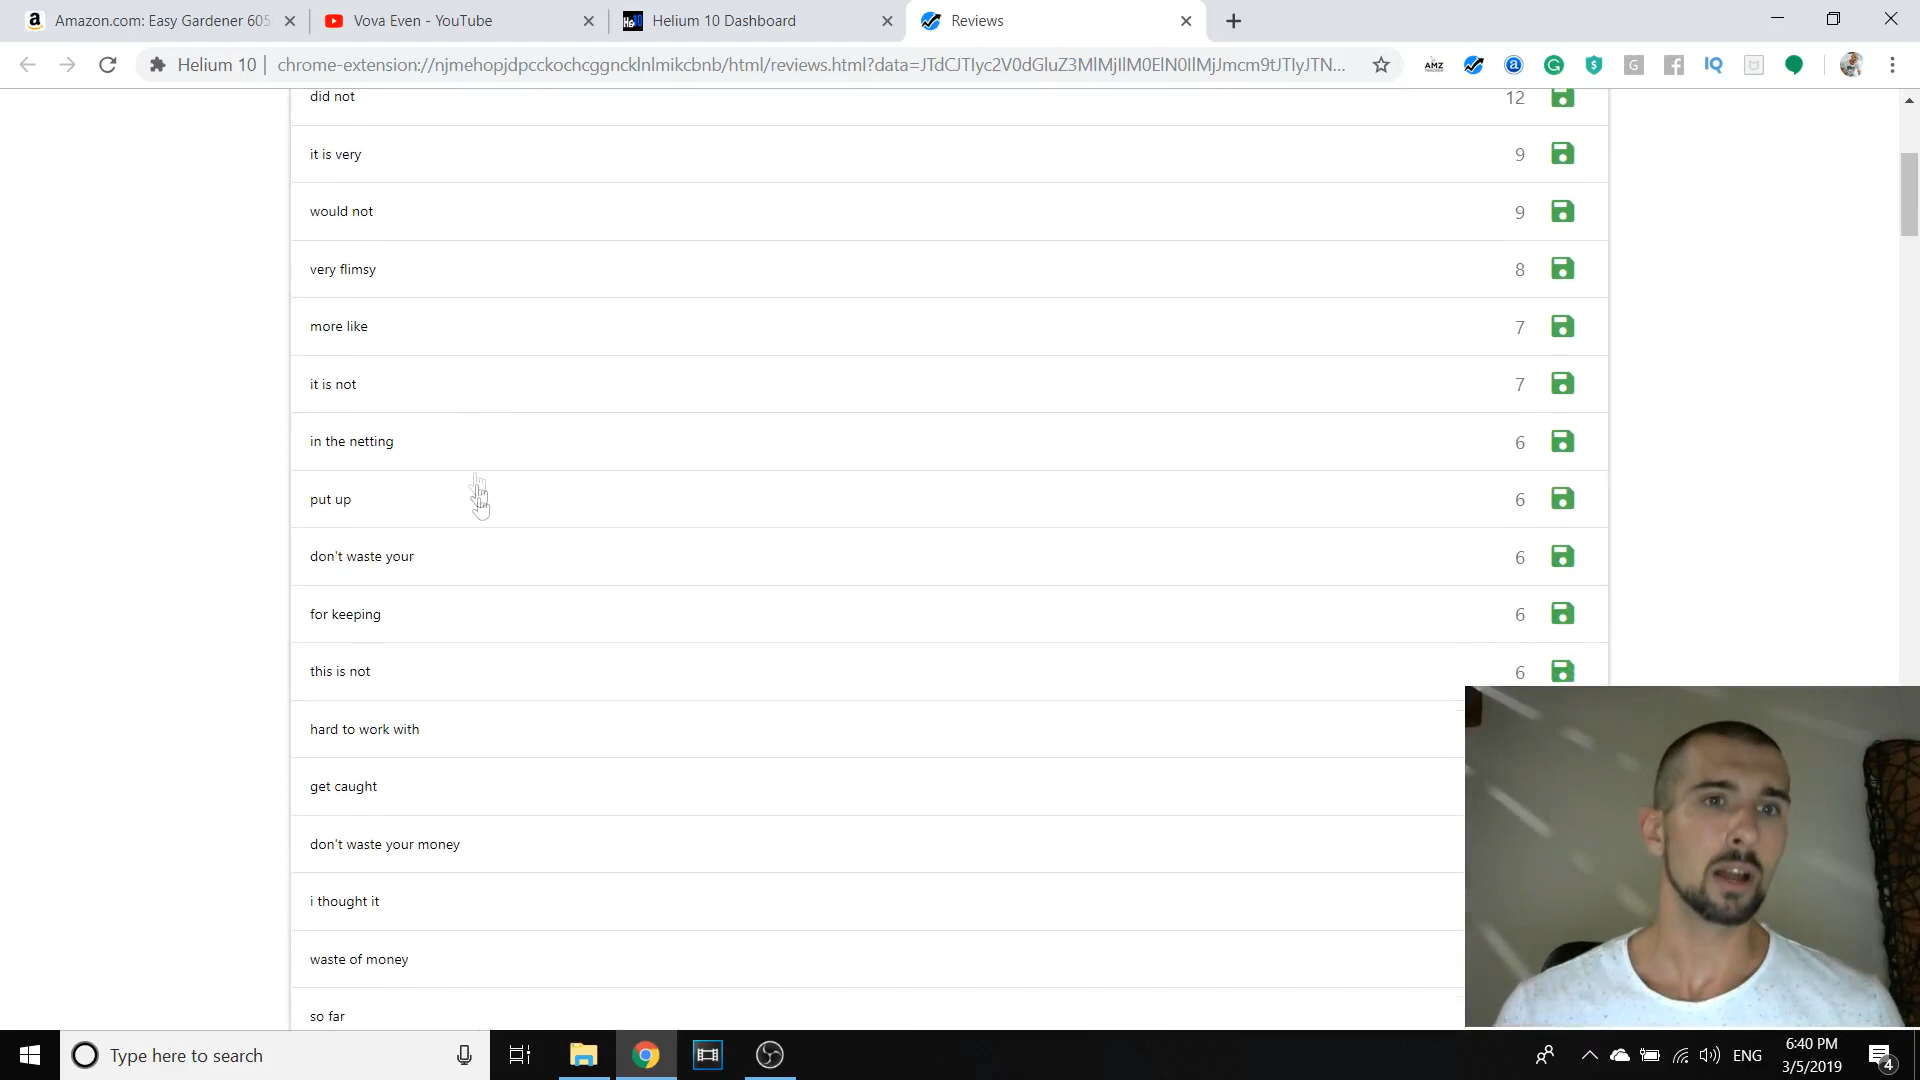 Amazon.com: Easy Gardener 605
Vova Even - YouTube
Helium 10 Dashboard
Reviews
Helium 10
chrome-extension://njmehopjdpcckochcggncklnlmikcbnb/html/reviews.html?data=JTdCJTIyc2V0dGluZ3MlMjIlM0ElN0IlMjJmcm9tJTIyJTN...
did not 12
it is very 9
would not 9
very flimsy 8
more like 7
it is not 7
in the netting 6
put up 6
don't waste your 6
for keeping 6
this is not 6
hard to work with
get caught
don't waste your money
i thought it
waste of money
so far
Type here to search
ENG
6:40 PM
3/5/2019
4